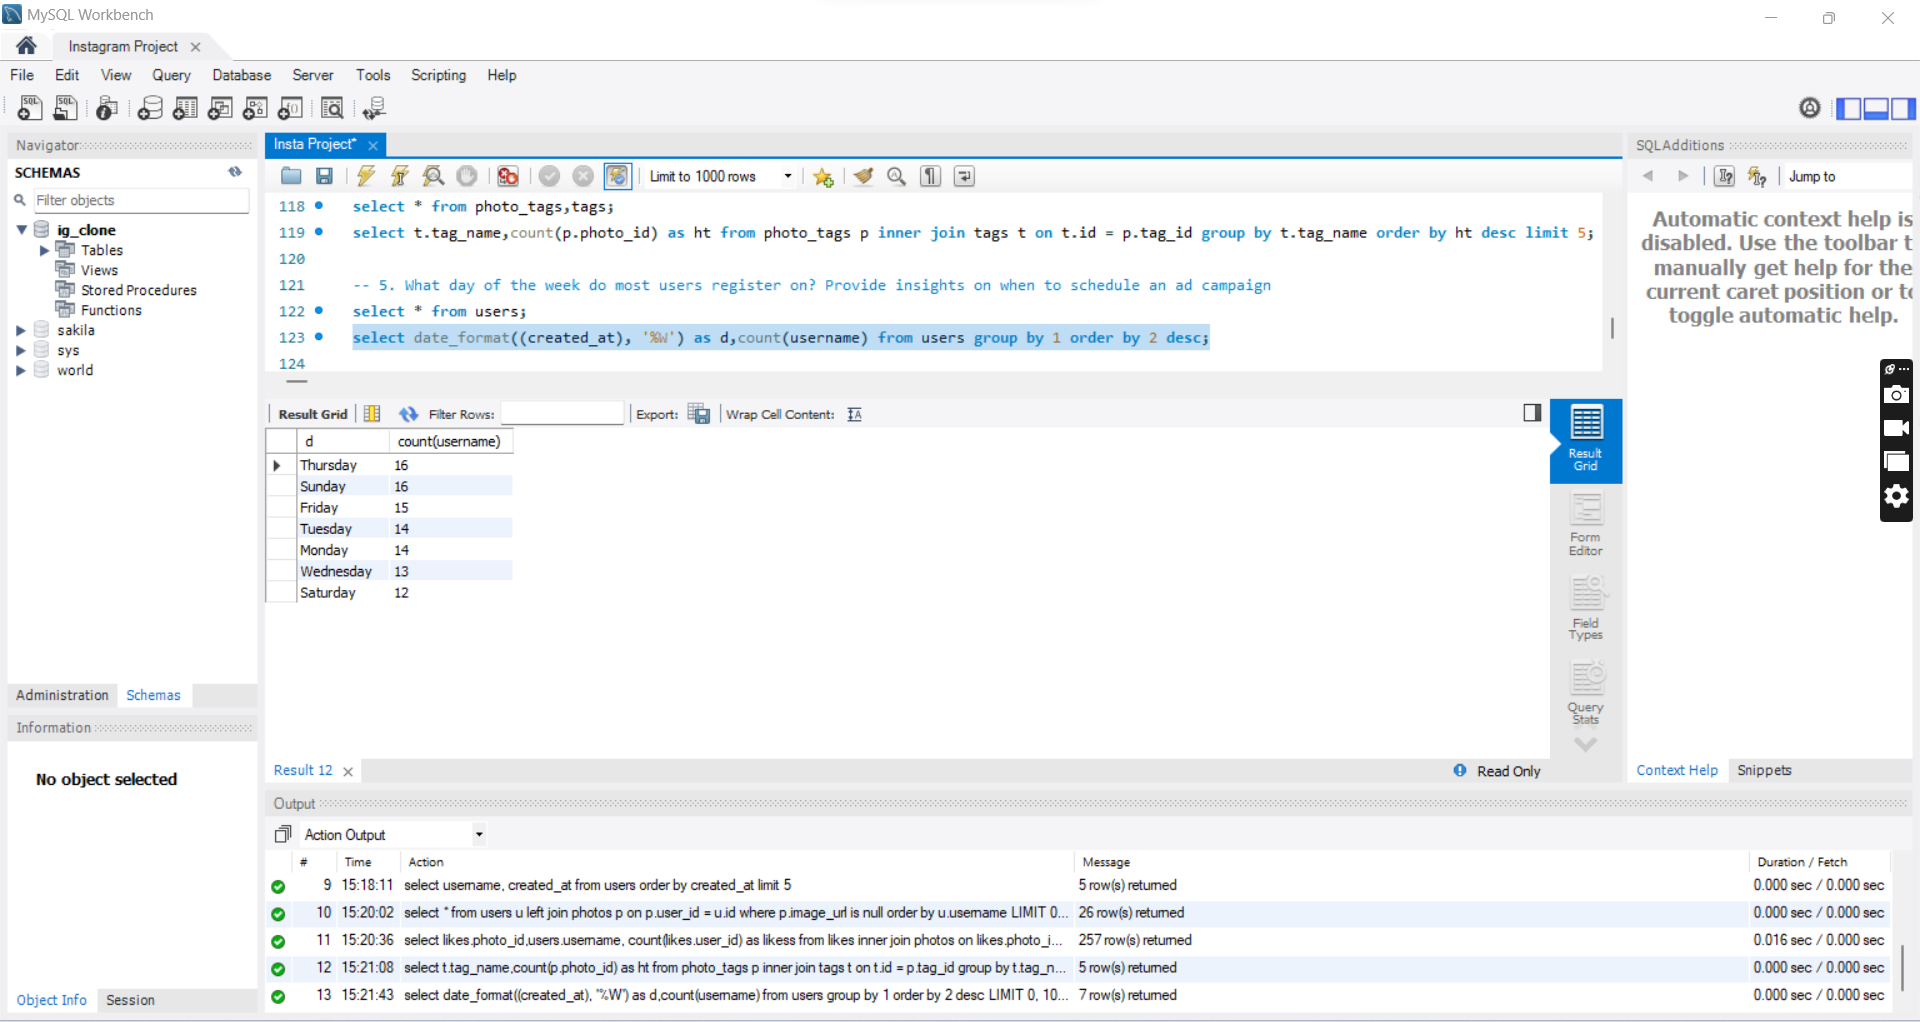 MySQL Workbench
Instagram Project
File Edit View Query Database Server Tools Scripting Help
Navigator
SCHEMAS
Filter objects
ig_clone
Tables
Views
Stored Procedures
Functions
sakila
sys
world
Administration Schemas
Information
No object selected
Object Info Session
Insta Project*
Limit to 1000 rows
118 select * from photo_tags,tags;
119 select t.tag_name,count(p.photo_id) as ht from photo_tags p inner join tags t on t.id = p.tag_id group by t.tag_name order by ht desc limit 5;
120
121 -- 5. What day of the week do most users register on? Provide insights on when to schedule an ad campaign
122 select * from users;
123 select date_format((created_at), '%W') as d,count(username) from users group by 1 order by 2 desc;
124
Result Grid Filter Rows: Export: Wrap Cell Content:
d count(username)
Thursday 16
Sunday 16
Friday 15
Tuesday 14
Monday 14
Wednesday 13
Saturday 12
Result
Grid
Form
Editor
Field
Types
Query
Stats
Result 12
Read Only
SQLAdditions
Jump to
Automatic context help is
disabled. Use the toolbar t
manually get help for the
current caret position or to
toggle automatic help.
Context Help Snippets
Output
Action Output
# Time Action Message Duration / Fetch
9 15:18:11 select username, created_at from users order by created_at limit 5 5 row(s) returned 0.000 sec / 0.000 sec
10 15:20:02 select * from users u left join photos p on p.user_id = u.id where p.image_url is null order by u.username LIMIT 0... 26 row(s) returned 0.000 sec / 0.000 sec
11 15:20:36 select likes.photo_id,users.username, count(likes.user_id) as likess from likes inner join photos on likes.photo_i... 257 row(s) returned 0.016 sec / 0.000 sec
12 15:21:08 select t.tag_name,count(p.photo_id) as ht from photo_tags p inner join tags t on t.id = p.tag_id group by t.tag_n... 5 row(s) returned 0.000 sec / 0.000 sec
13 15:21:43 select date_format((created_at), '%W') as d,count(username) from users group by 1 order by 2 desc LIMIT 0, 10... 7 row(s) returned 0.000 sec / 0.000 sec